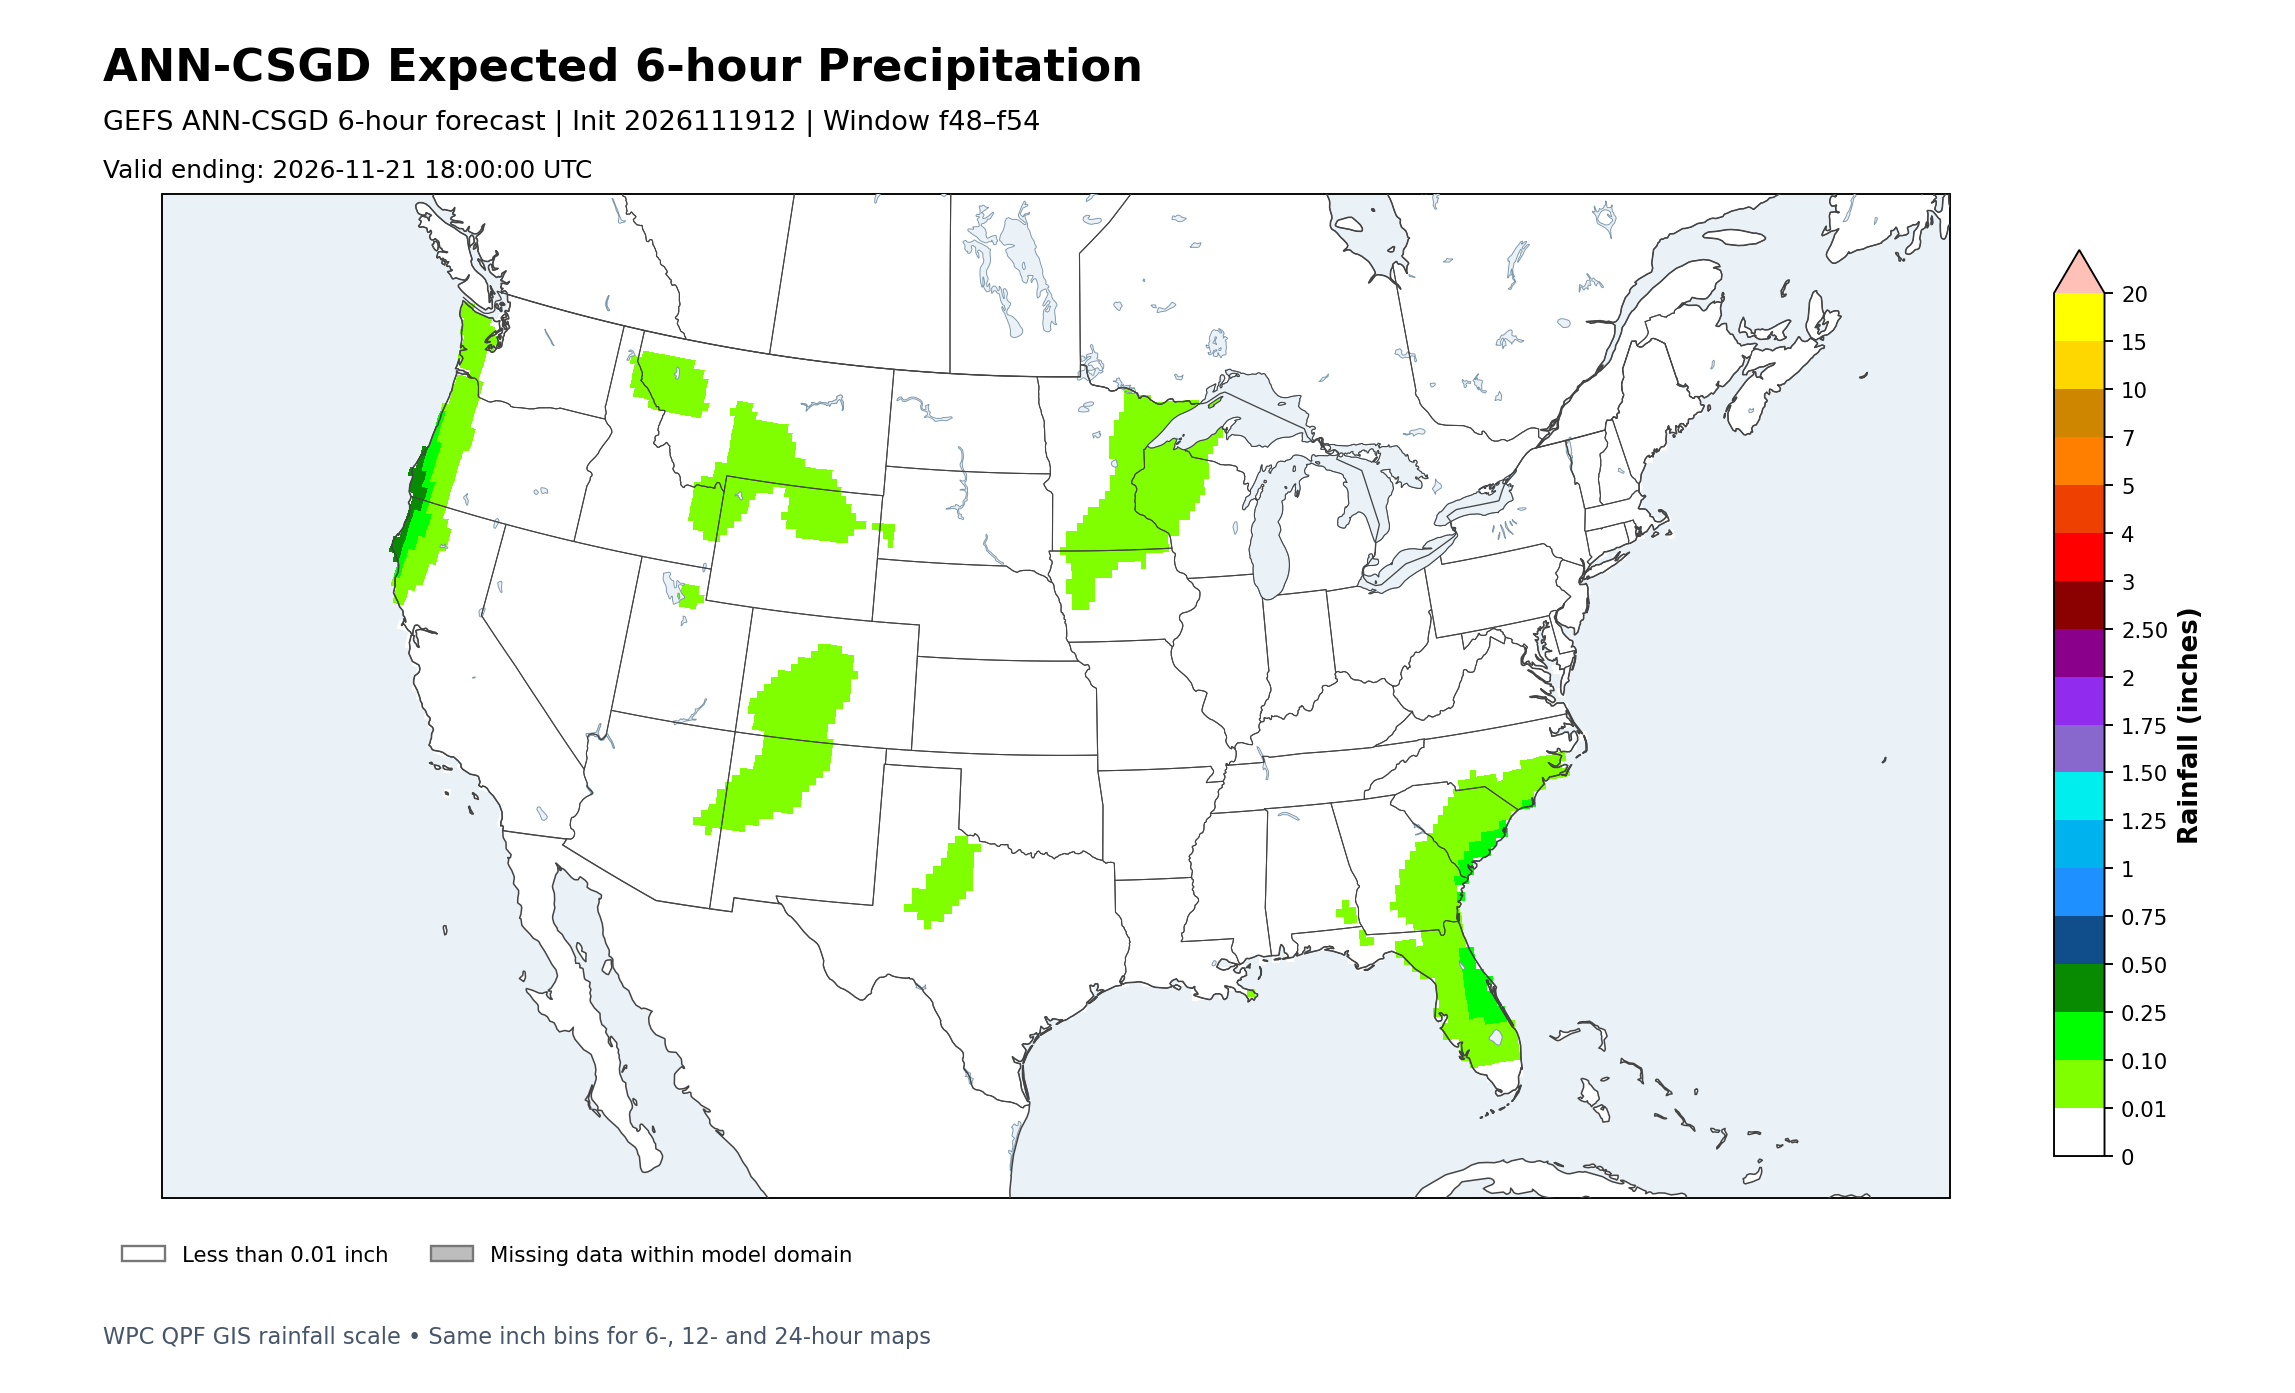 ANN-CSGD Expected 6-hour Precipitation
GEFS ANN-CSGD 6-hour forecast | Init 2026111912 | Window f48–f54
Valid ending: 2026-11-21 18:00:00 UTC
20
15
10
7
5
4
3
2.50
2
1.75
1.50
1.25
1
0.75
0.50
0.25
0.10
0.01
0
Rainfall (inches)
Less than 0.01 inch
Missing data within model domain
WPC QPF GIS rainfall scale • Same inch bins for 6-, 12- and 24-hour maps